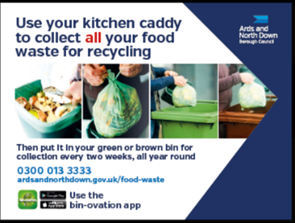 Use your kitchen caddy
to collect all your food
waste for recycling
Ards and
North Down
Borough Council
Then put it in your green or brown bin for
collection every two weeks, all year round
0300 013 3333
ardsandnorthdown.gov.uk/food-waste
Use the
bin-ovation app